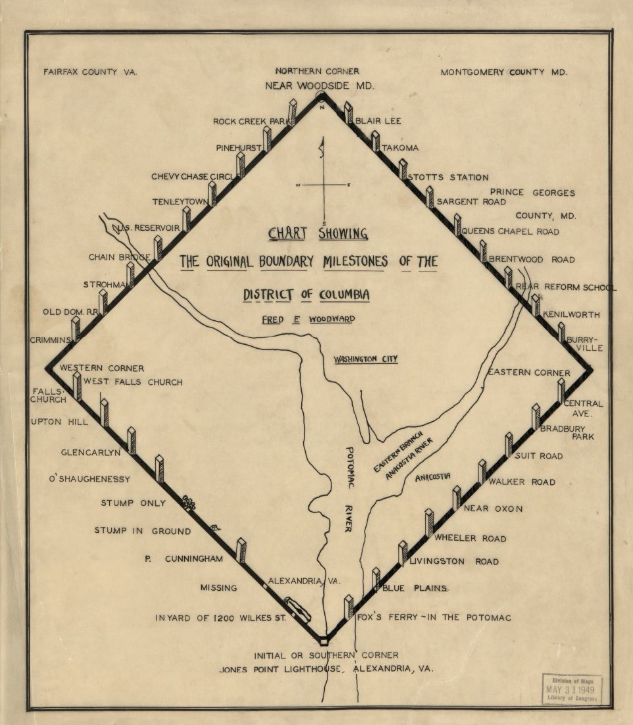 FAIRFAX COUNTY VA.
NORTHERN CORNER
NEAR WOODSIDE MD.
MONTGOMERY COUNTY MD.
N
ROCK CREEK PARK
BLAIR LEE
PINEHURST
TAKOMA
CHEVY CHASE CIRCL
STOTTS STATION
W
E
TENLEYTOWN
SARGENT ROAD
PRINCE GEORGES
COUNTY, MD.
U.S. RESERVOIR
QUEENS CHAPEL ROAD
CHART SHOWING
THE ORIGINAL BOUNDARY MILESTONES OF THE
DISTRICT OF COLUMBIA
FRED E WOODWARD
CHAIN BRIDGE
BRENTWOOD ROAD
STROHMAN
REAR REFORM SCHOOL
OLD DOM. R.R.
KENILWORTH
CRIMMINS
BURRY-
VILLE
WASHINGTON CITY
WESTERN CORNER
EASTERN CORNER
WEST FALLS CHURCH
FALLS-
CHURCH
CENTRAL
AVE.
UPTON HILL
BRADBURY
PARK
GLENCARLYN
SUIT ROAD
EASTERN BRANCH
ANACOSTIA RIVER
POTOMAC
RIVER
ANACOSTIA
O'SHAUGHENESSY
WALKER ROAD
STUMP ONLY
NEAR OXON
STUMP IN GROUND
WHEELER ROAD
P. CUNNINGHAM
LIVINGSTON ROAD
MISSING
ALEXANDRIA, VA.
BLUE PLAINS
IN YARD OF 1200 WILKES ST.
FOX'S FERRY - IN THE POTOMAC
INITIAL OR SOUTHERN CORNER
JONES POINT LIGHTHOUSE, ALEXANDRIA, VA.
Division of Maps
MAY 31 1949
Library of Congress